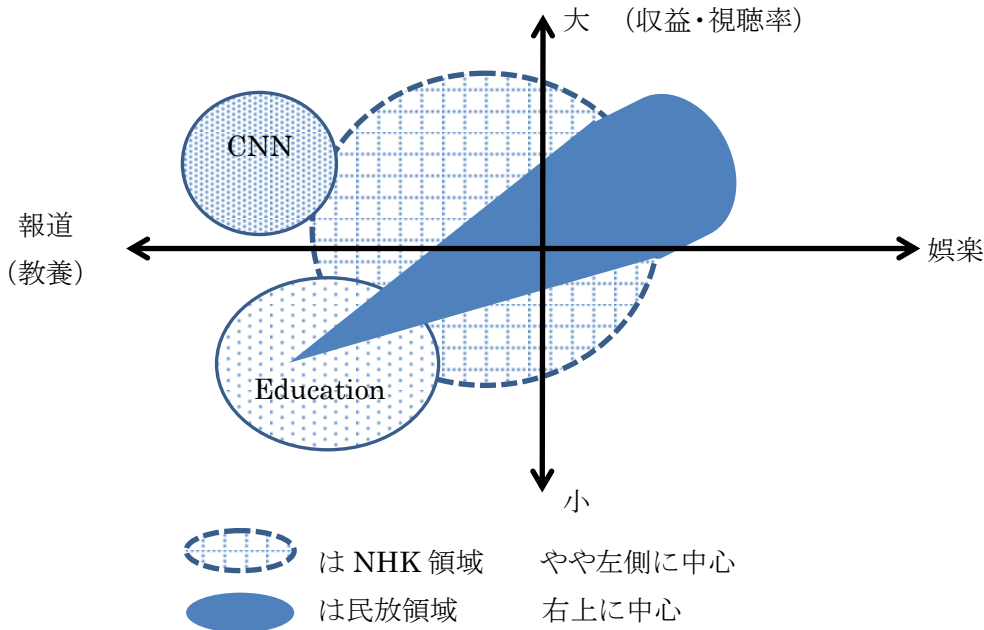 大 （収益・視聴率）
CNN
報道
（教養）
娯楽
Education
小
は NHK 領域 やや左側に中心
は民放領域 右上に中心